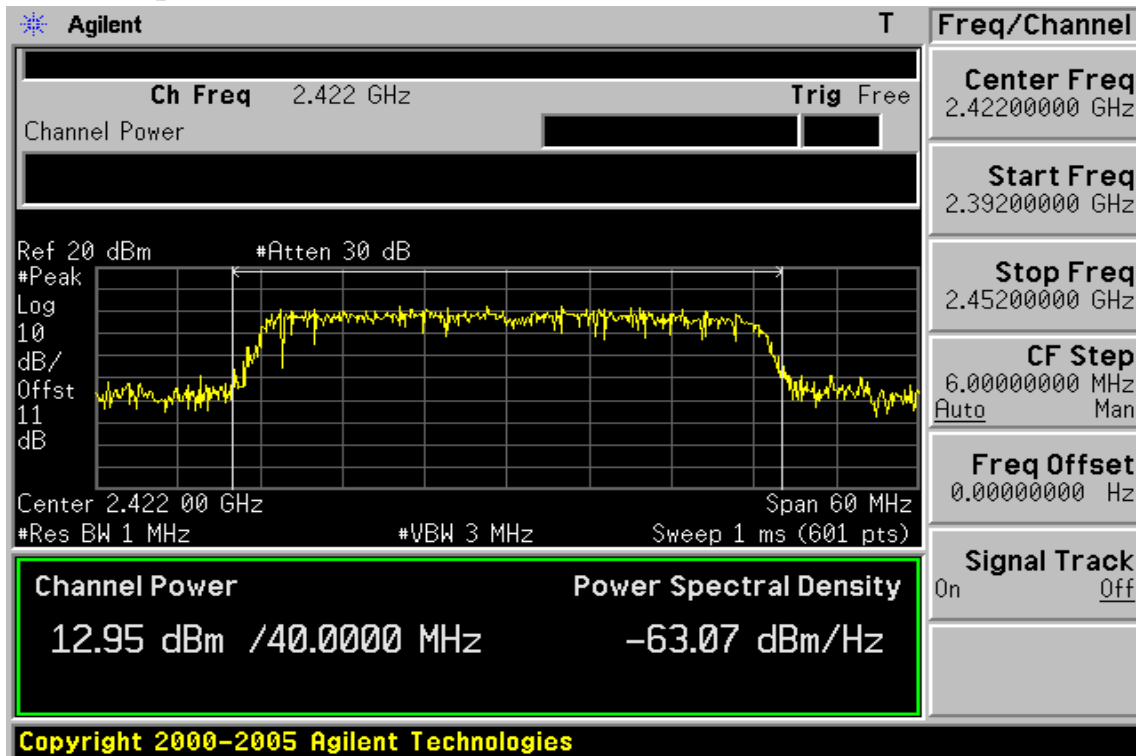 Agilent T Freq/Channel
Ch Freq 2.422 GHz Trig Free
Channel Power
Ref 20 dBm #Atten 30 dB
#Peak
Log
10
dB/
Offst
11
dB
Center 2.422 00 GHz Span 60 MHz
#Res BW 1 MHz #VBW 3 MHz Sweep 1 ms (601 pts)
Channel Power Power Spectral Density
12.95 dBm /40.0000 MHz -63.07 dBm/Hz
Copyright 2000-2005 Agilent Technologies
Center Freq
2.42200000 GHz
Start Freq
2.39200000 GHz
Stop Freq
2.45200000 GHz
CF Step
6.00000000 MHz
Auto Man
Freq Offset
0.00000000 Hz
Signal Track
On Off